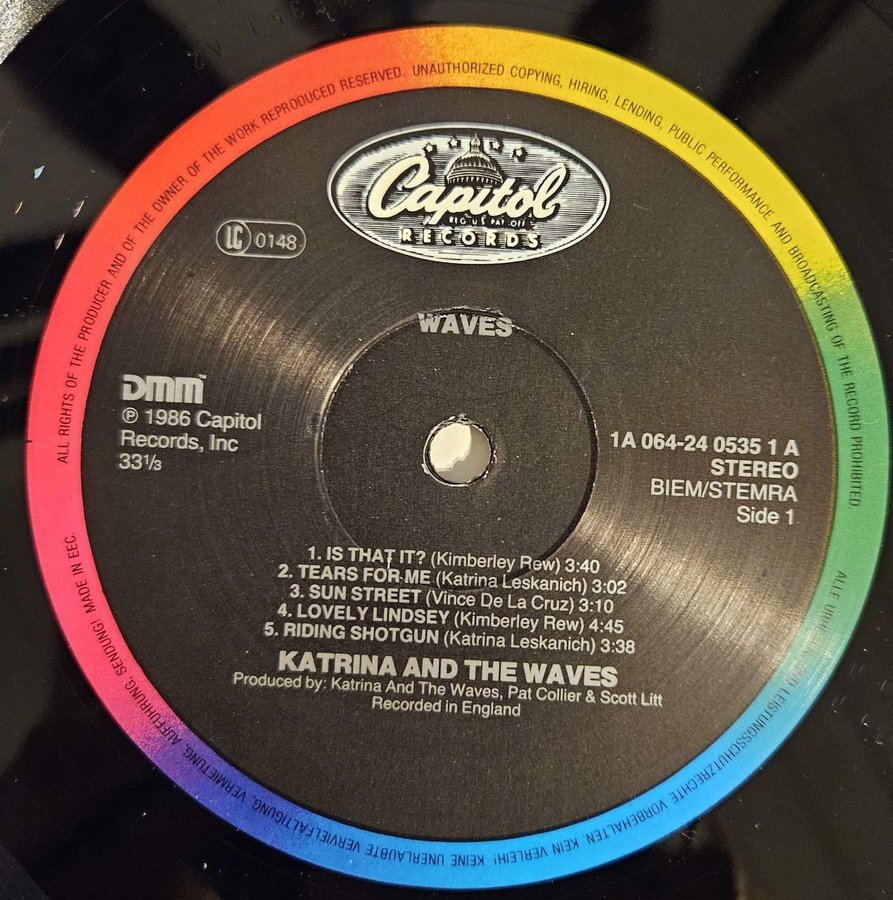 ALL RIGHTS OF THE PRODUCER AND OF THE OWNER OF THE WORK REPRODUCED RESERVED. UNAUTHORIZED COPYING, HIRING, LENDING, PUBLIC PERFORMANCE AND BROADCASTING OF THE RECORD PROHIBITED.
Capitol
REG. U.S. PAT. OFF.
RECORDS
LC 0148
WAVES
DMM™
℗ 1986 Capitol
Records, Inc
33⅓
1A 064-24 0535 1 A
STEREO
BIEM/STEMRA
Side 1
1. IS THAT IT? (Kimberley Rew) 3:40
2. TEARS FOR ME (Katrina Leskanich) 3:02
3. SUN STREET (Vince De La Cruz) 3:10
4. LOVELY LINDSEY (Kimberley Rew) 4:45
5. RIDING SHOTGUN (Katrina Leskanich) 3:38
KATRINA AND THE WAVES
Produced by: Katrina And The Waves, Pat Collier & Scott Litt
Recorded in England
ALLE LEISTUNGSSCHUTZRECHTE VORBEHALTEN. KEIN VERLEIH! KEINE UNERLAUBTE VERVIELFÄLTIGUNG, VERMIETUNG, AUFFÜHRUNG, SENDUNG! MADE IN EEC.